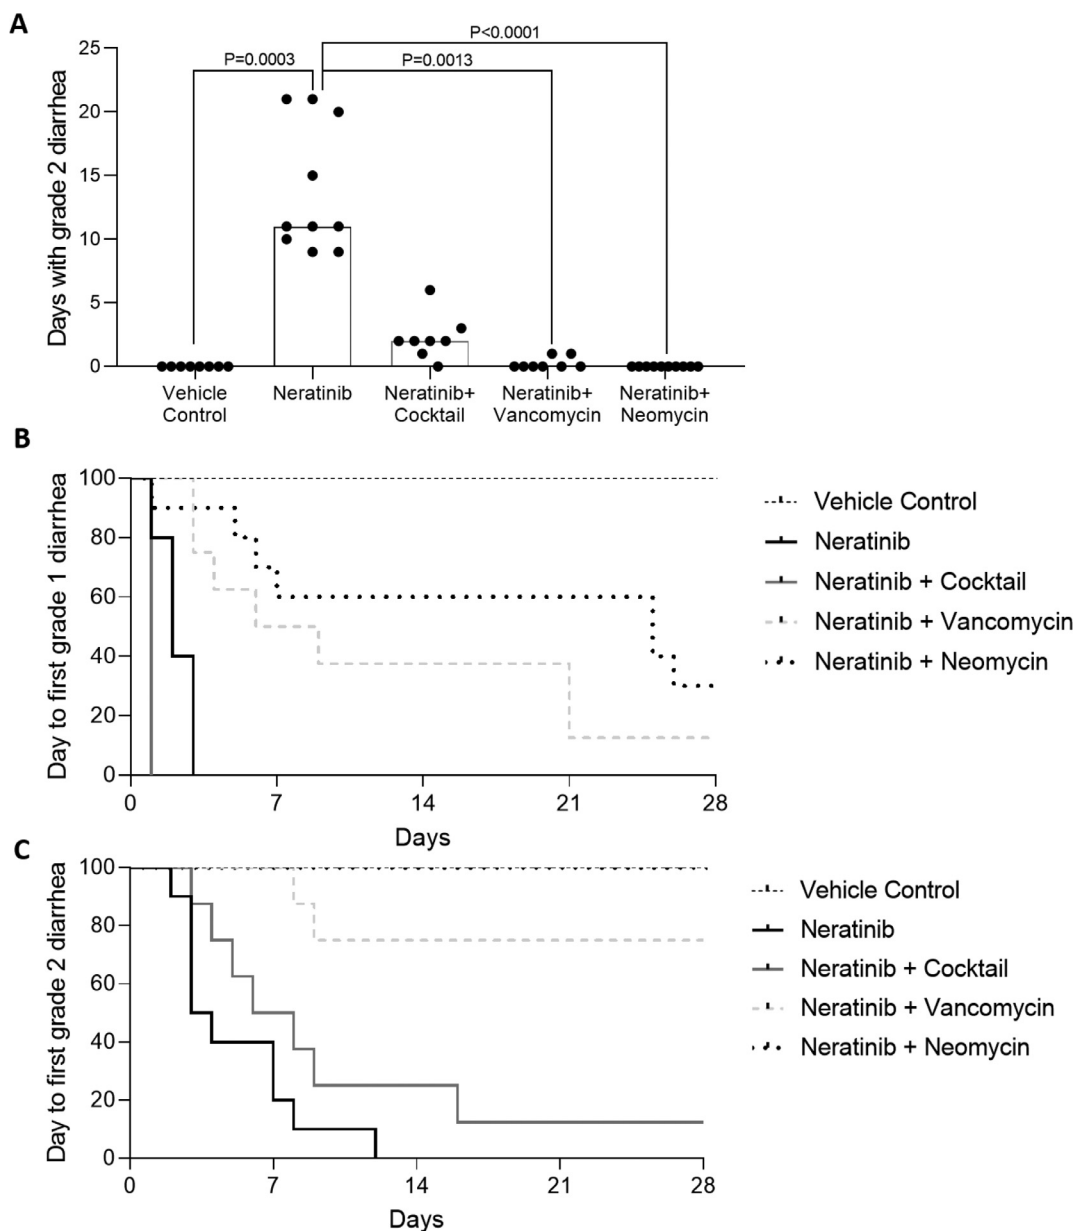 A
P<0.0001
P=0.0003
P=0.0013
Days with grade 2 diarrhea
25
20
15
10
5
0
Vehicle
Control
Neratinib
Neratinib+
Cocktail
Neratinib+
Vancomycin
Neratinib+
Neomycin
B
Day to first grade 1 diarrhea
100
80
60
40
20
0
0
7
14
21
28
Days
Vehicle Control
Neratinib
Neratinib + Cocktail
Neratinib + Vancomycin
Neratinib + Neomycin
C
Day to first grade 2 diarrhea
100
80
60
40
20
0
0
7
14
21
28
Days
Vehicle Control
Neratinib
Neratinib + Cocktail
Neratinib + Vancomycin
Neratinib + Neomycin